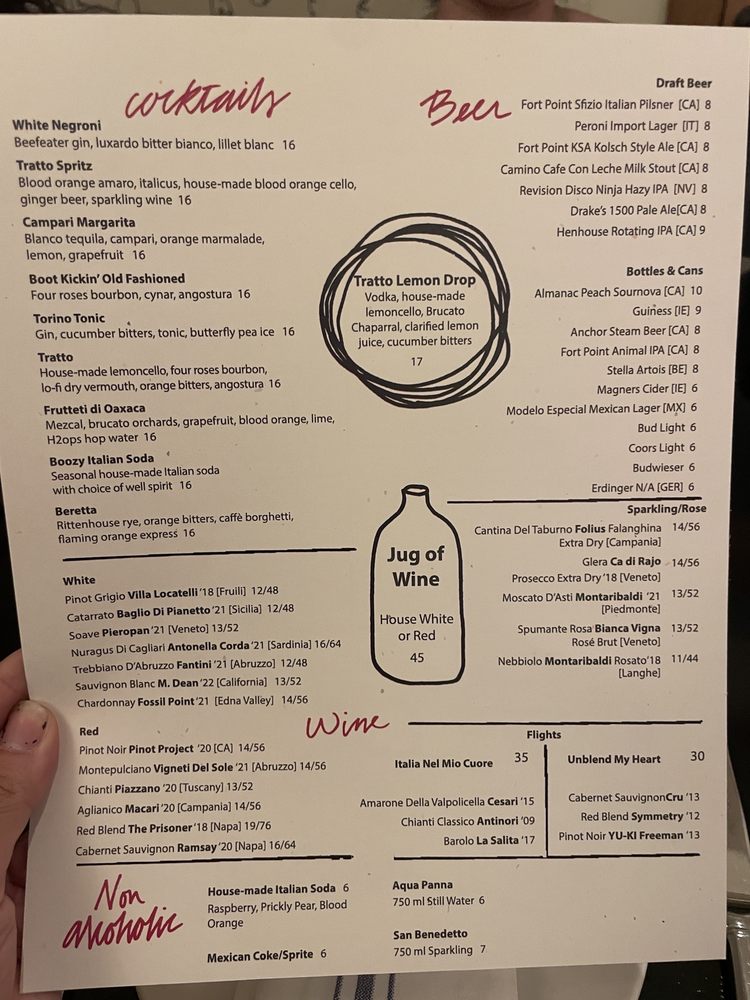 cocktails
White Negroni
Beefeater gin, luxardo bitter bianco, lillet blanc 16
Tratto Spritz
Blood orange amaro, italicus, house-made blood orange cello,
ginger beer, sparkling wine 16
Campari Margarita
Blanco tequila, campari, orange marmalade,
lemon, grapefruit 16
Boot Kickin' Old Fashioned
Four roses bourbon, cynar, angostura 16
Torino Tonic
Gin, cucumber bitters, tonic, butterfly pea ice 16
Tratto
House-made lemoncello, four roses bourbon,
lo-fi dry vermouth, orange bitters, angostura 16
Frutteti di Oaxaca
Mezcal, brucato orchards, grapefruit, blood orange, lime,
H2ops hop water 16
Boozy Italian Soda
Seasonal house-made Italian soda
with choice of well spirit 16
Beretta
Rittenhouse rye, orange bitters, caffè borghetti,
flaming orange express 16
Tratto Lemon Drop
Vodka, house-made
lemoncello, Brucato
Chaparral, clarified lemon
juice, cucumber bitters
17
Beer
Draft Beer
Fort Point Sfizio Italian Pilsner [CA] 8
Peroni Import Lager [IT] 8
Fort Point KSA Kolsch Style Ale [CA] 8
Camino Cafe Con Leche Milk Stout [CA] 8
Revision Disco Ninja Hazy IPA [NV] 8
Drake's 1500 Pale Ale[CA] 8
Henhouse Rotating IPA [CA] 9
Bottles & Cans
Almanac Peach Sournova [CA] 10
Guiness [IE] 9
Anchor Steam Beer [CA] 8
Fort Point Animal IPA [CA] 8
Stella Artois [BE] 8
Magners Cider [IE] 6
Modelo Especial Mexican Lager [MX] 6
Bud Light 6
Coors Light 6
Budwieser 6
Erdinger N/A [GER] 6
Wine
White
Pinot Grigio Villa Locatelli '18 [Fruili] 12/48
Catarrato Baglio Di Pianetto '21 [Sicilia] 12/48
Soave Pieropan '21 [Veneto] 13/52
Nuragus Di Cagliari Antonella Corda '21 [Sardinia] 16/64
Trebbiano D'Abruzzo Fantini '21 [Abruzzo] 12/48
Sauvignon Blanc M. Dean '22 [California] 13/52
Chardonnay Fossil Point '21 [Edna Valley] 14/56
Red
Pinot Noir Pinot Project '20 [CA] 14/56
Montepulciano Vigneti Del Sole '21 [Abruzzo] 14/56
Chianti Piazzano '20 [Tuscany] 13/52
Aglianico Macari '20 [Campania] 14/56
Red Blend The Prisoner '18 [Napa] 19/76
Cabernet Sauvignon Ramsay '20 [Napa] 16/64
Jug of
Wine
House White
or Red
45
Sparkling/Rose
Cantina Del Taburno Folius Falanghina 14/56
Extra Dry [Campania]
Glera Ca di Rajo 14/56
Prosecco Extra Dry '18 [Veneto]
Moscato D'Asti Montaribaldi '21 13/52
[Piedmonte]
Spumante Rosa Bianca Vigna 13/52
Rosé Brut [Veneto]
Nebbiolo Montaribaldi Rosato'18 11/44
[Langhe]
Flights
Italia Nel Mio Cuore 35
Amarone Della Valpolicella Cesari '15
Chianti Classico Antinori '09
Barolo La Salita '17
Unblend My Heart 30
Cabernet SauvignonCru '13
Red Blend Symmetry '12
Pinot Noir YU-KI Freeman '13
Non
alcoholic
House-made Italian Soda 6
Raspberry, Prickly Pear, Blood
Orange
Mexican Coke/Sprite 6
Aqua Panna
750 ml Still Water 6
San Benedetto
750 ml Sparkling 7